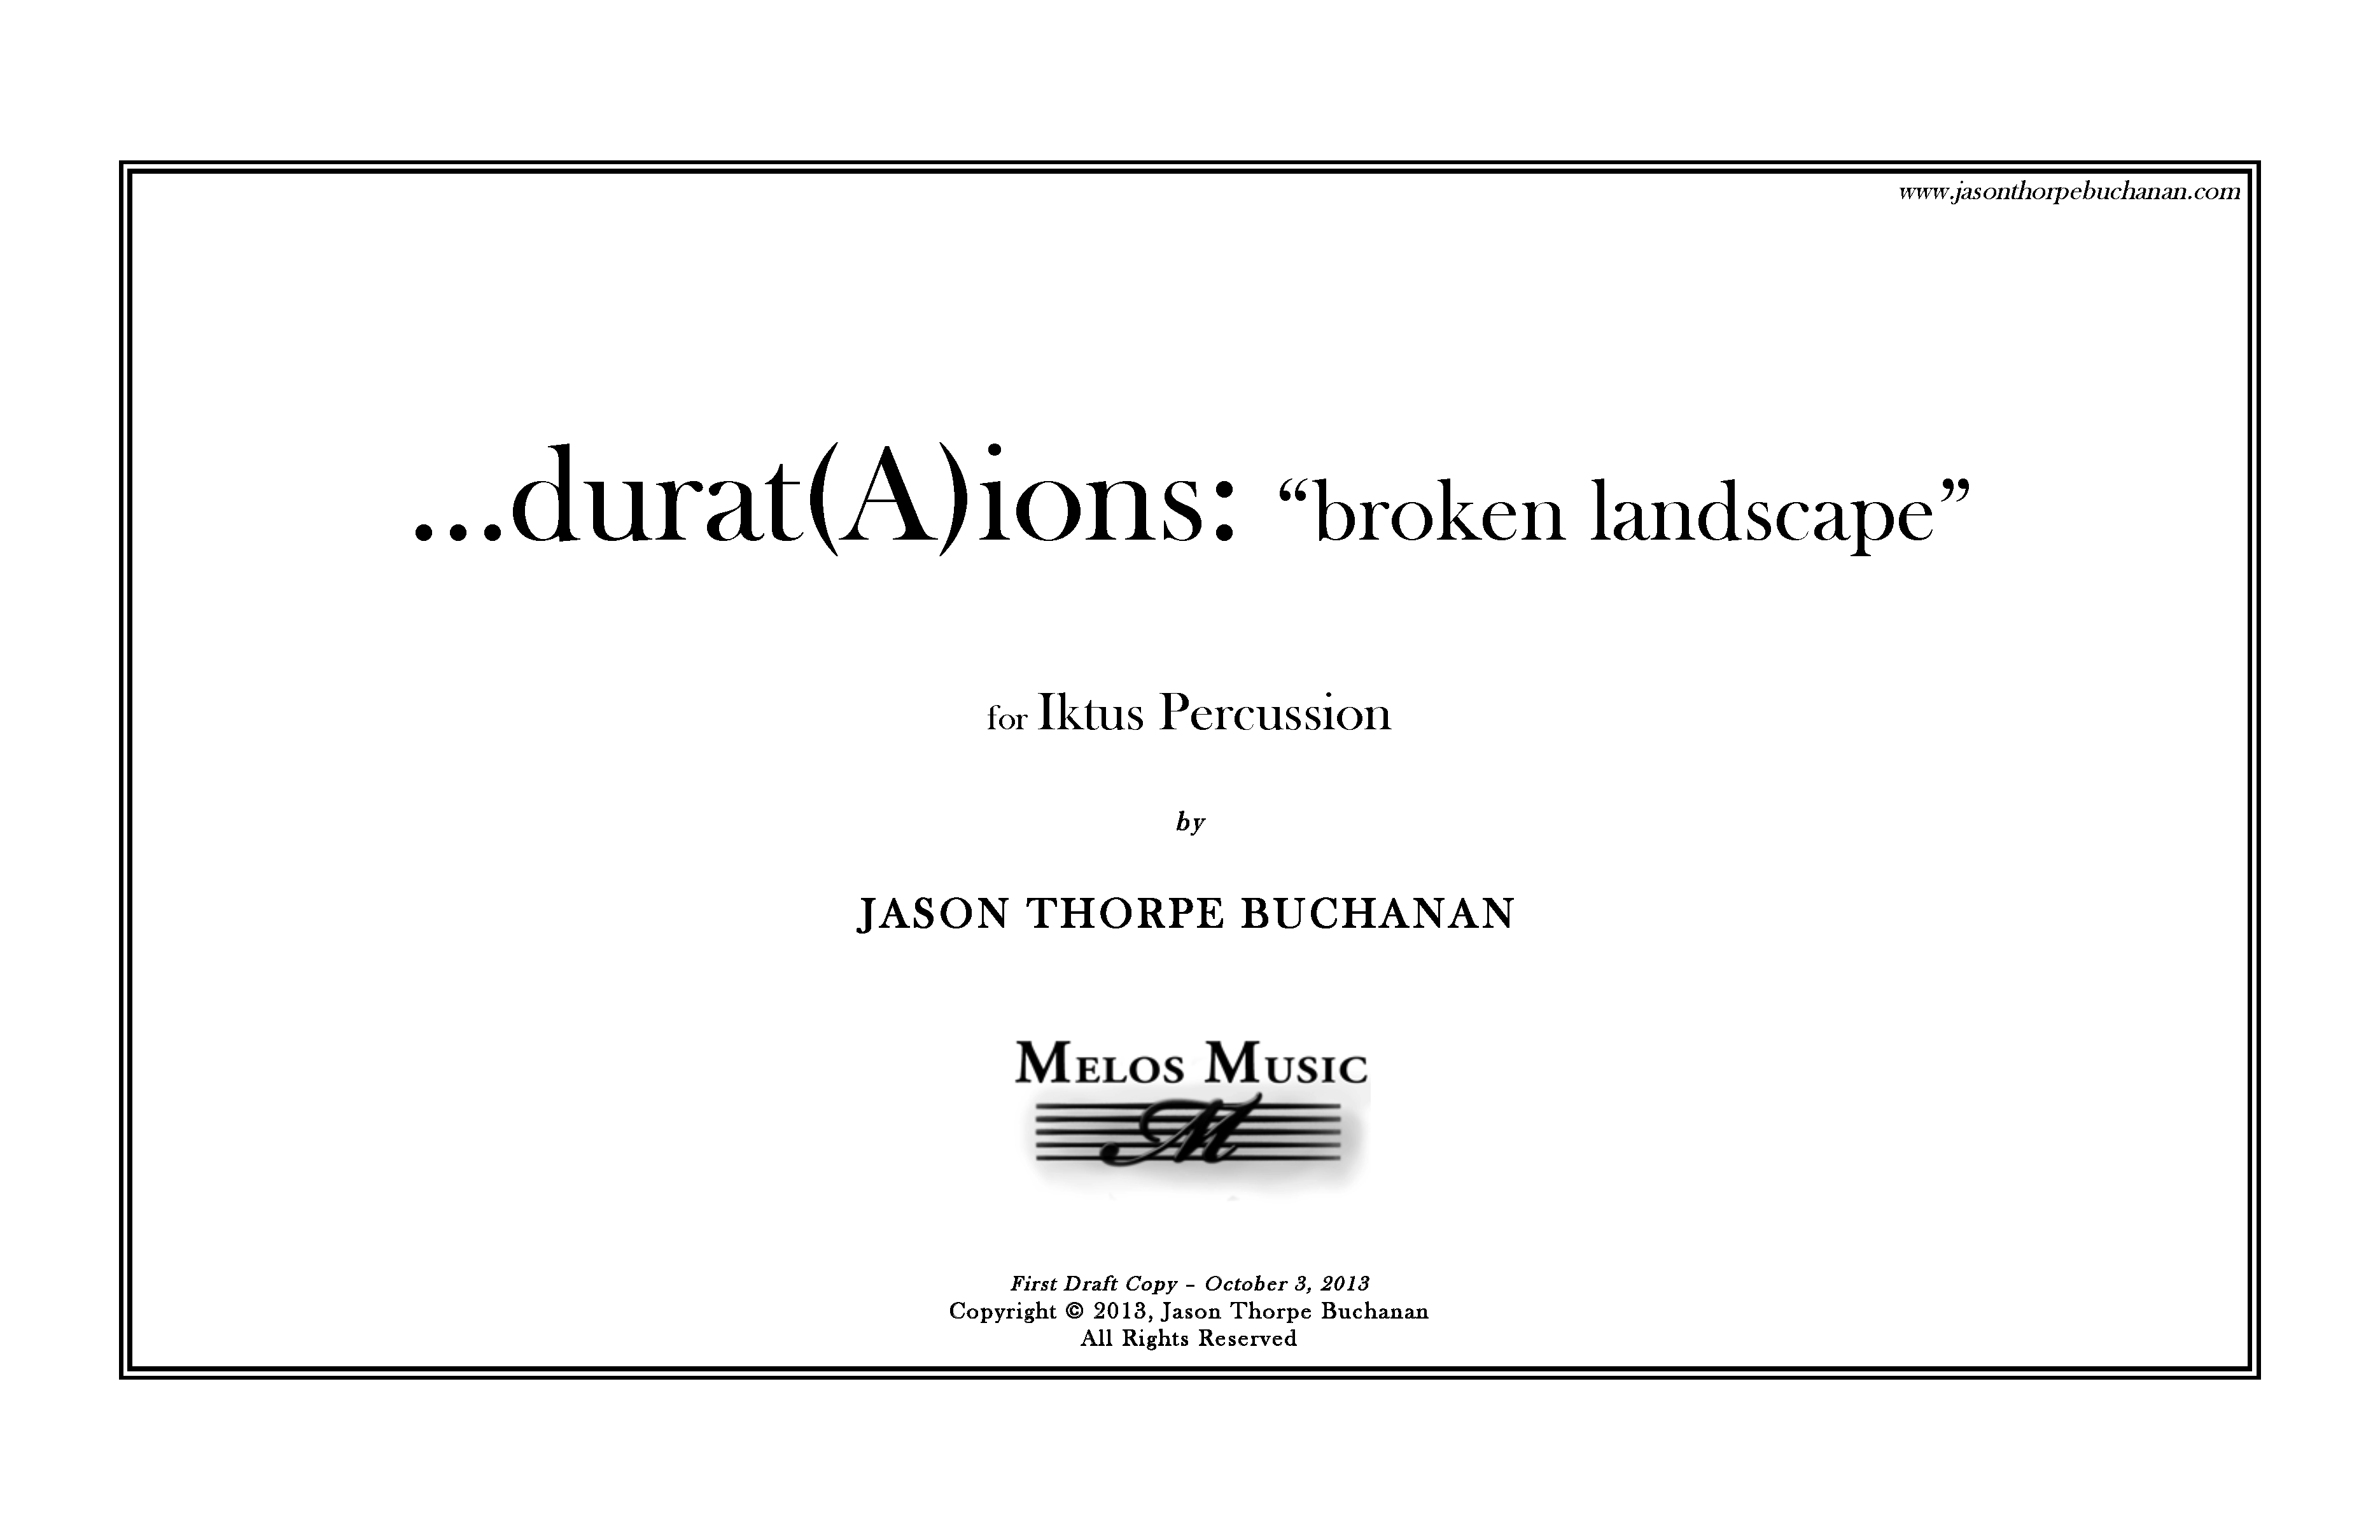 www.jasonthorpebuchanan.com
...durat(A)ions: “broken landscape”
for Iktus Percussion
by
JASON THORPE BUCHANAN
MELOS MUSIC
M
First Draft Copy – October 3, 2013
Copyright © 2013, Jason Thorpe Buchanan
All Rights Reserved